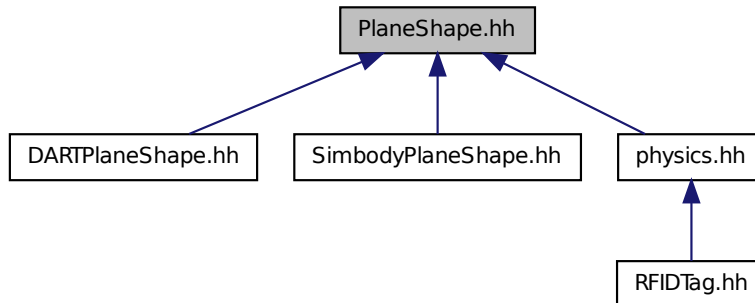 PlaneShape.hh
DARTPlaneShape.hh
SimbodyPlaneShape.hh
physics.hh
RFIDTag.hh